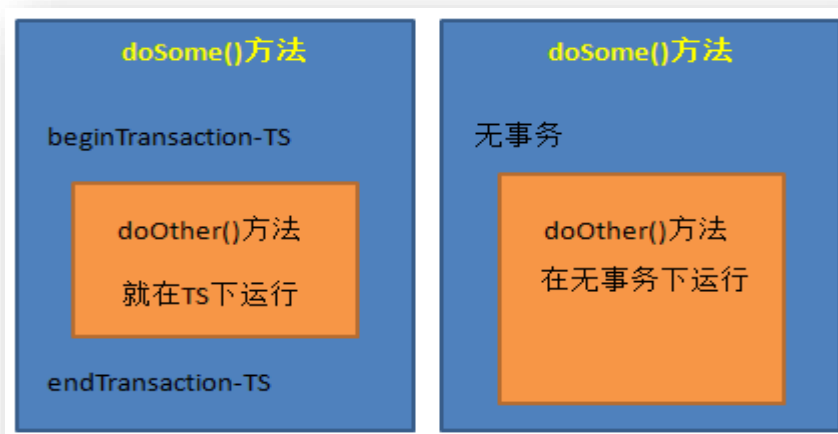 doSome()方法
beginTransaction-TS
doOther()方法
就在TS下运行
endTransaction-TS
doSome()方法
无事务
doOther()方法
在无事务下运行